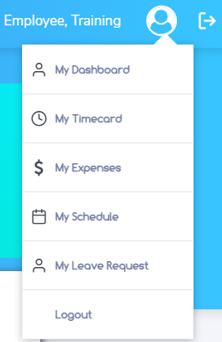 Employee, Training
My Dashboard
My Timecard
My Expenses
My Schedule
My Leave Request
Logout